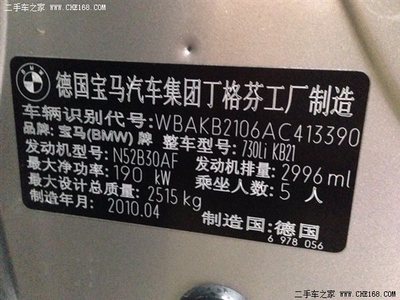 二手车之家
www.CHE168.com
BMW
德国宝马汽车集团丁格芬工厂制造
车辆识别代号:WBAKB2106AC413390
品牌:宝马(BMW)牌 整车型号:730Li KB21
发动机型号:N52B30AF 发动机排量:2996ml
最大净功率:190 kW 乘坐人数:5 人
最大设计总质量:2515 kg
制造年月:2010.04
制造国:德国
6 978 056
二手车之家 www.CHE168.com